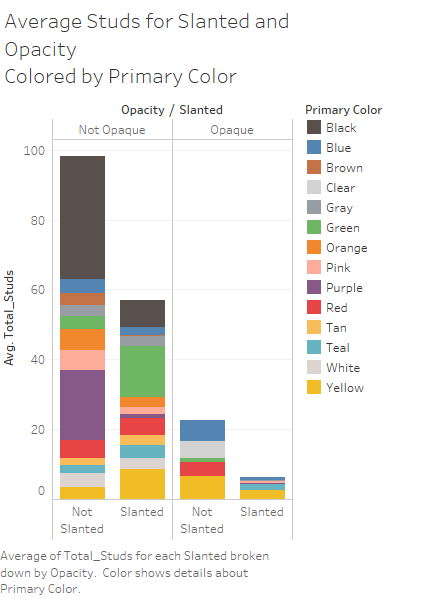 Average Studs for Slanted and
Opacity
Colored by Primary Color
Opacity / Slanted
Not Opaque
Opaque
100
80
60
40
20
0
Avg. Total_Studs
Not
Slanted
Slanted
Not
Slanted
Slanted
Primary Color
Black
Blue
Brown
Clear
Gray
Green
Orange
Pink
Purple
Red
Tan
Teal
White
Yellow
Average of Total_Studs for each Slanted broken
down by Opacity.  Color shows details about
Primary Color.